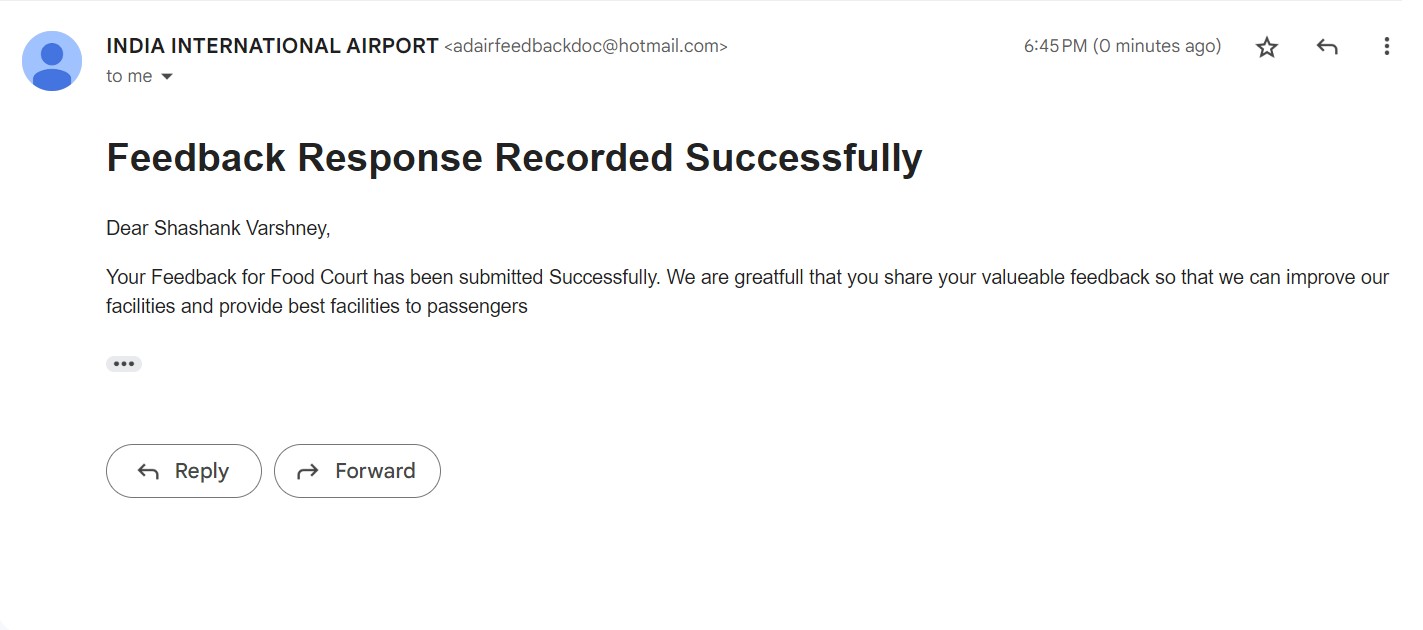 INDIA INTERNATIONAL AIRPORT <adairfeedbackdoc@hotmail.com> 6:45 PM (0 minutes ago)
to me
Feedback Response Recorded Successfully
Dear Shashank Varshney,
Your Feedback for Food Court has been submitted Successfully. We are greatfull that you share your valueable feedback so that we can improve our
facilities and provide best facilities to passengers
Reply Forward